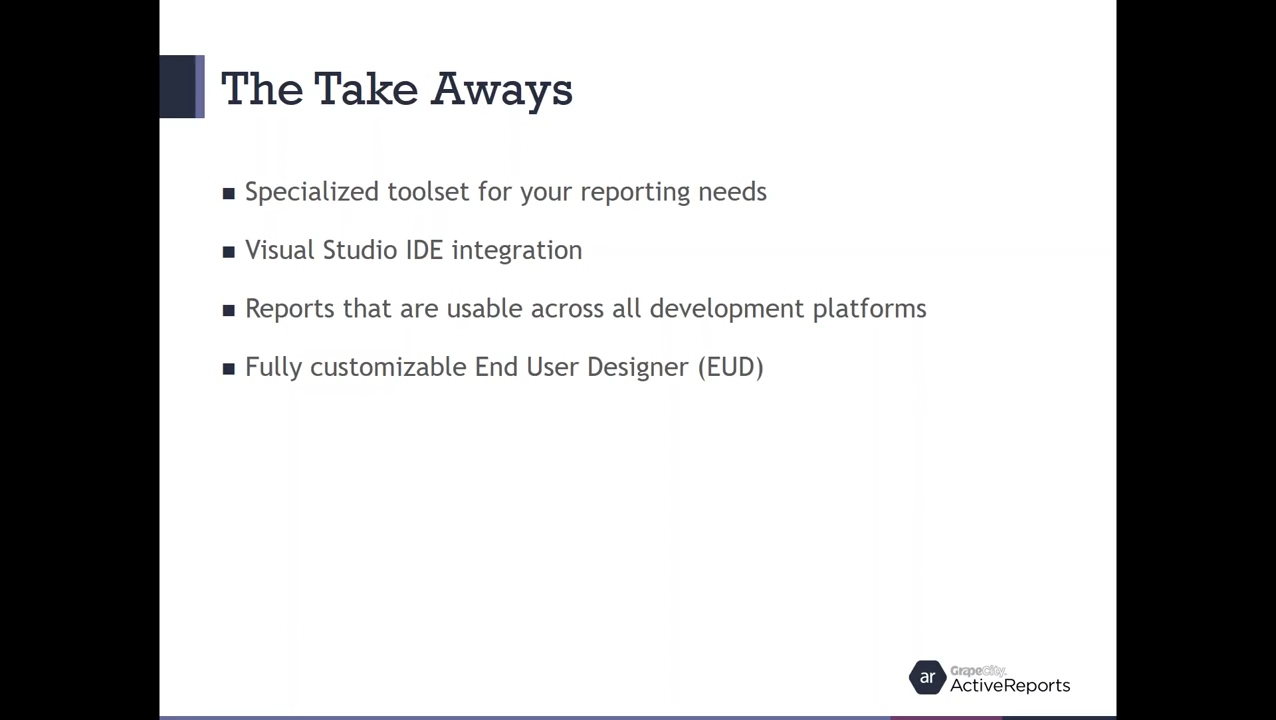 The Take Aways
Specialized toolset for your reporting needs
Visual Studio IDE integration
Reports that are usable across all development platforms
Fully customizable End User Designer (EUD)
ar
GrapeCity
ActiveReports